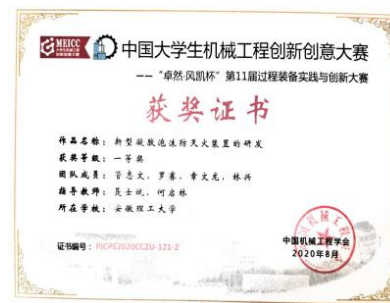 MEICC
中国大学生机械工程创新创意大赛
——“卓然·风凯杯”第11届过程装备实践与创新大赛
获奖证书
作品名称：新型凝胶泡沫防灭火装置的研发
获奖等级：一等奖
团队成员：管志文，罗赛，章文龙，林兴
指导教师：聂士斌，何启林
所在学校：安徽理工大学
证书编号：PICPE2020CCZU-121-2
中国机械工程学会
2020年8月